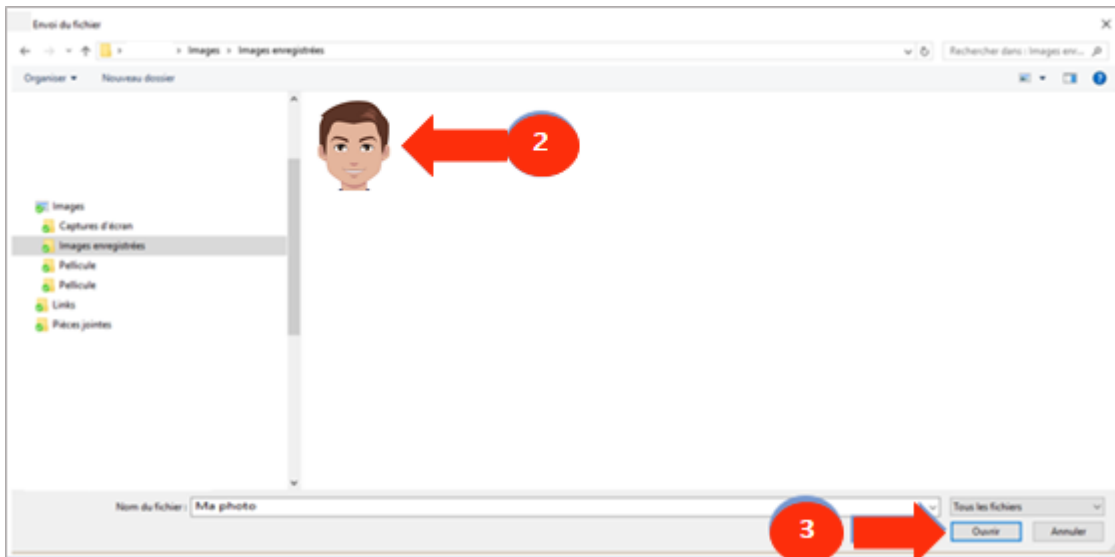 Envoi du fichier
> > Images > Images enregistrées
Rechercher dans : Images enr...
Organiser
Nouveau dossier
2
Images
Captures d'écran
Images enregistrées
Pellicule
Pellicule
Links
Pièces jointes
Nom du fichier : Ma photo
Tous les fichiers
3
Ouvrir
Annuler